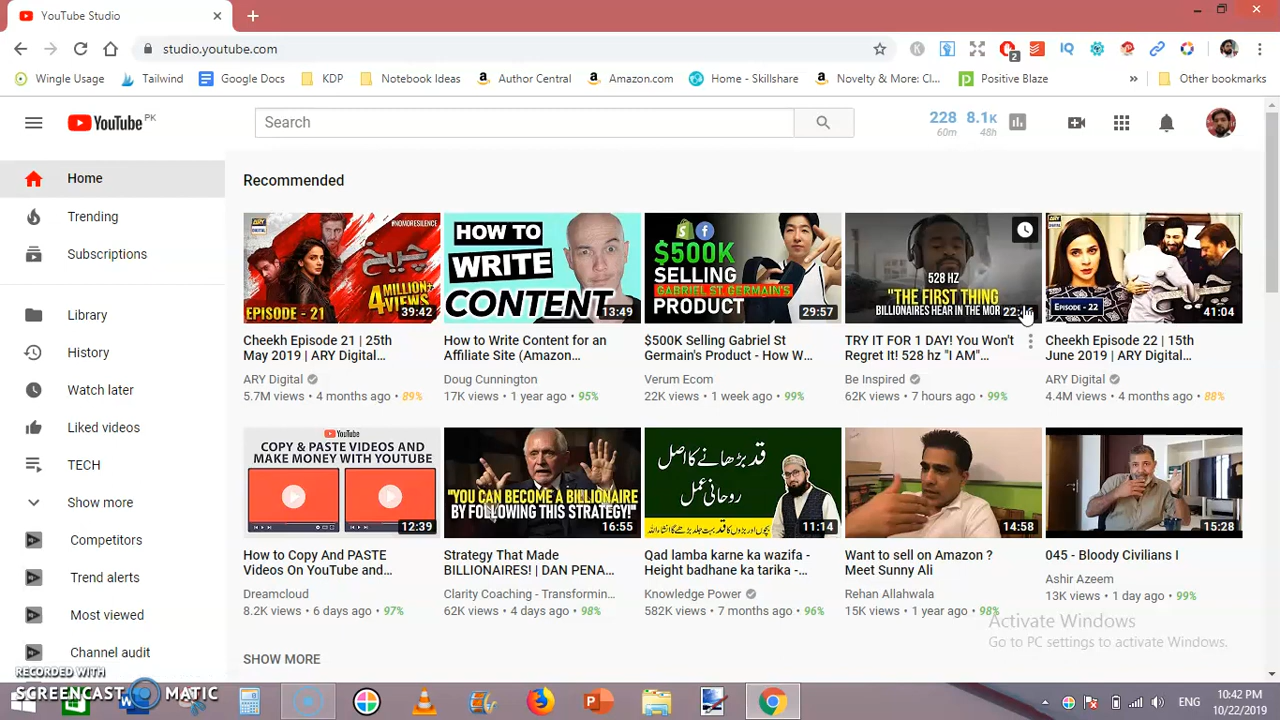 YouTube Studio
studio.youtube.com
2
Wingle Usage
Tailwind
Google Docs
KDP
Notebook Ideas
Author Central
Amazon.com
Home - Skillshare
Novelty & More: Cl...
Positive Blaze
»
Other bookmarks
YouTube PK
Search
228
60m
8.1K
48h
Home
Trending
Subscriptions
Library
History
Watch later
Liked videos
TECH
Show more
Competitors
Trend alerts
Most viewed
Channel audit
Recommended
ARY DIGITAL
#NOMORESILENCE
چیخ
4 MILLION+
VIEWS
EPISODE - 21
39:42
HOW TO
WRITE
CONTENT
13:49
$500K
SELLING
GABRIEL ST GERMAIN'S
PRODUCT
29:57
528 HZ
"THE FIRST THING
BILLIONAIRES HEAR IN THE MOR
EPISODE - 22
41:04
Cheekh Episode 21 | 25th
May 2019 | ARY Digital...
ARY Digital
5.7M views • 4 months ago • 89%
How to Write Content for an
Affiliate Site (Amazon...
Doug Cunnington
17K views • 1 year ago • 95%
$500K Selling Gabriel St
Germain's Product - How W...
Verum Ecom
22K views • 1 week ago • 99%
TRY IT FOR 1 DAY! You Won't
Regret It! 528 hz "I AM"...
Be Inspired
62K views • 7 hours ago • 99%
Cheekh Episode 22 | 15th
June 2019 | ARY Digital...
ARY Digital
4.4M views • 4 months ago • 88%
YouTube
COPY & PASTE VIDEOS AND
MAKE MONEY WITH YOUTUBE
12:39
"YOU CAN BECOME A BILLIONAIRE
BY FOLLOWING THIS STRATEGY!"
16:55
قد بڑھانے کا اصل
روحانی عمل
بچوں اور بڑوں کا قد بہت جلد بڑھے گا انشاءاللہ
11:14
14:58
15:28
How to Copy And PASTE
Videos On YouTube and...
Dreamcloud
8.2K views • 6 days ago • 97%
Strategy That Made
BILLIONAIRES! | DAN PENA...
Clarity Coaching - Transformin...
62K views • 4 days ago • 98%
Qad lamba karne ka wazifa -
Height badhane ka tarika -...
Knowledge Power
582K views • 7 months ago • 96%
Want to sell on Amazon ?
Meet Sunny Ali
Rehan Allahwala
15K views • 1 year ago • 98%
045 - Bloody Civilians I
Ashir Azeem
13K views • 1 day ago • 99%
SHOW MORE
Activate Windows
Go to PC settings to activate Windows.
RECORDED WITH
SCREENCAST MATIC
ENG
10:42 PM
10/22/2019